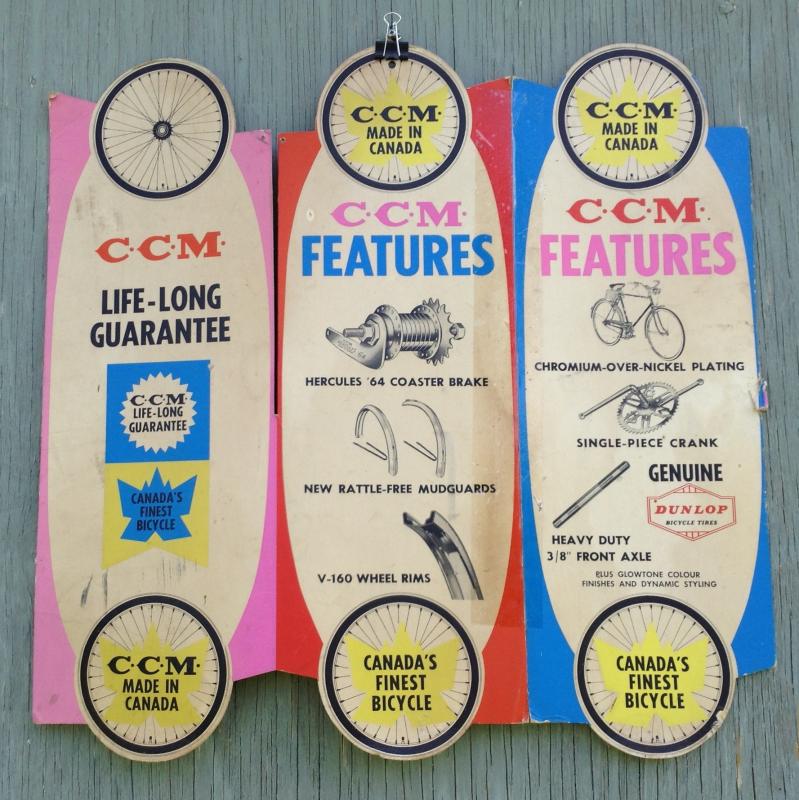 C·C·M·
LIFE-LONG
GUARANTEE
C·C·M·
LIFE-LONG
GUARANTEE
CANADA'S
FINEST
BICYCLE
C·C·M·
MADE IN
CANADA
C·C·M·
MADE IN
CANADA
C·C·M·
FEATURES
HERCULES '64 COASTER BRAKE
NEW RATTLE-FREE MUDGUARDS
V-160 WHEEL RIMS
CANADA'S
FINEST
BICYCLE
C·C·M·
MADE IN
CANADA
C·C·M·
FEATURES
CHROMIUM-OVER-NICKEL PLATING
SINGLE-PIECE CRANK
GENUINE
DUNLOP
BICYCLE TIRES
HEAVY DUTY
3/8" FRONT AXLE
PLUS GLOWTONE COLOUR
FINISHES AND DYNAMIC STYLING
CANADA'S
FINEST
BICYCLE